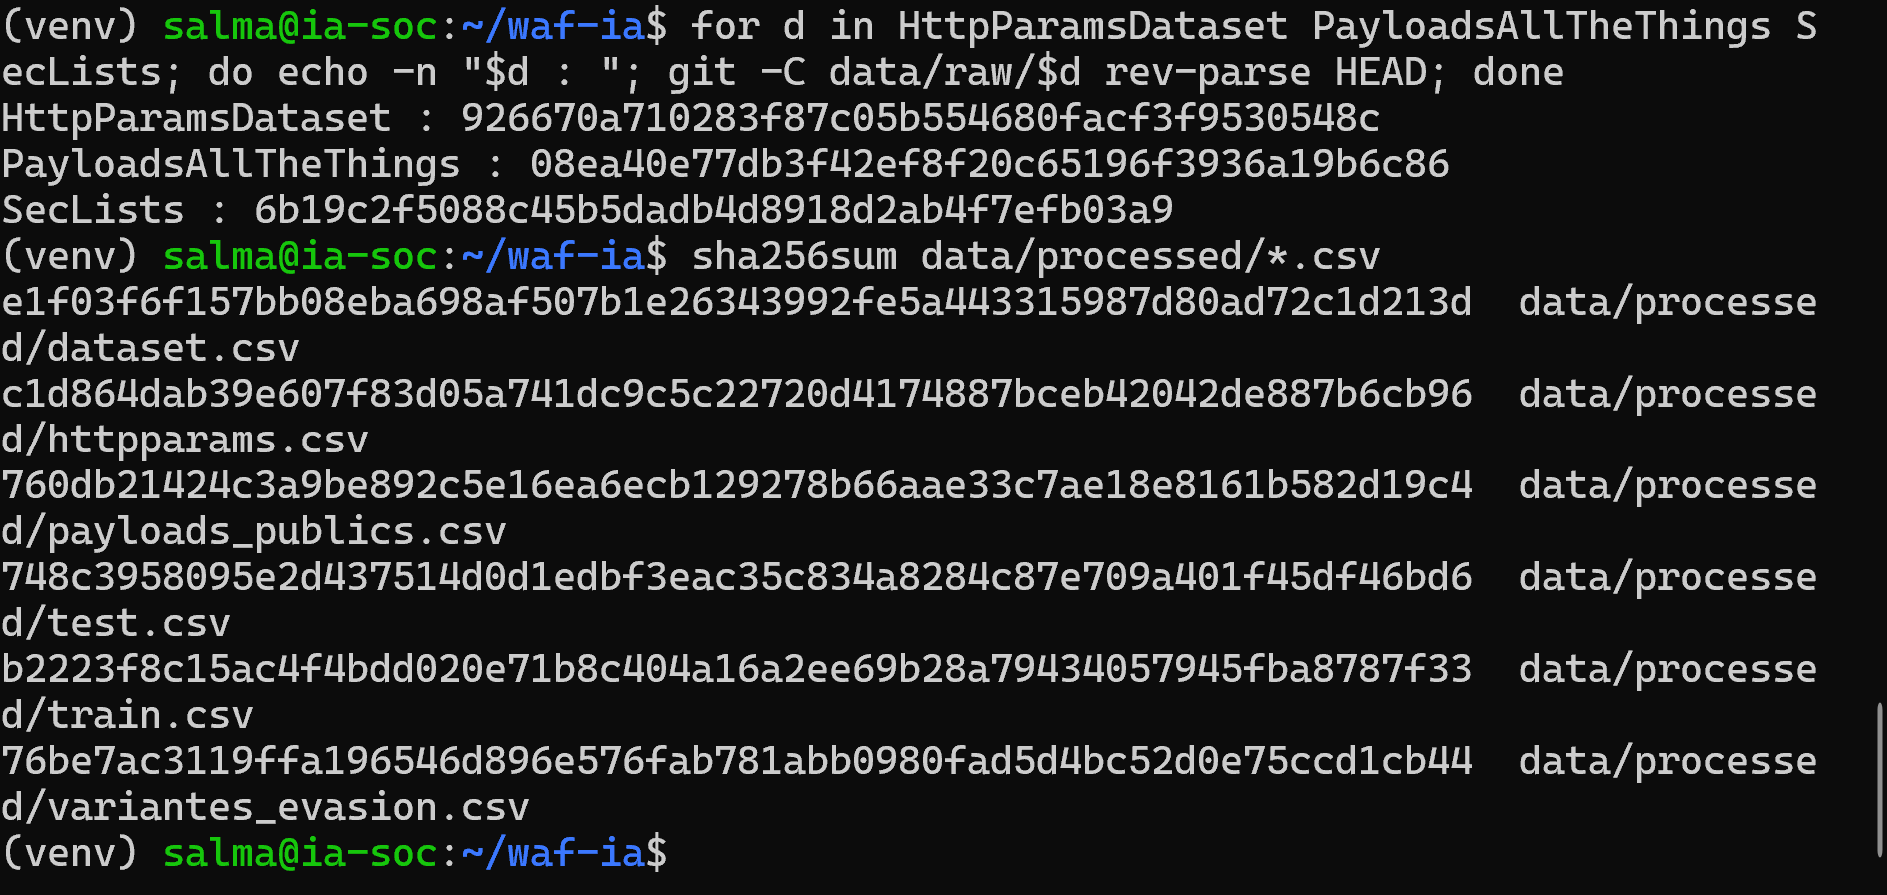 (venv) salma@ia-soc:~/waf-ia$ for d in HttpParamsDataset PayloadsAllTheThings S
ecLists; do echo -n "$d : "; git -C data/raw/$d rev-parse HEAD; done
HttpParamsDataset : 926670a710283f87c05b554680facf3f9530548c
PayloadsAllTheThings : 08ea40e77db3f42ef8f20c65196f3936a19b6c86
SecLists : 6b19c2f5088c45b5dadb4d8918d2ab4f7efb03a9
(venv) salma@ia-soc:~/waf-ia$ sha256sum data/processed/*.csv
e1f03f6f157bb08eba698af507b1e26343992fe5a443315987d80ad72c1d213d  data/processe
d/dataset.csv
c1d864dab39e607f83d05a741dc9c5c22720d4174887bceb42042de887b6cb96  data/processe
d/httpparams.csv
760db21424c3a9be892c5e16ea6ecb129278b66aae33c7ae18e8161b582d19c4  data/processe
d/payloads_publics.csv
748c3958095e2d437514d0d1edbf3eac35c834a8284c87e709a401f45df46bd6  data/processe
d/test.csv
b2223f8c15ac4f4bdd020e71b8c404a16a2ee69b28a79434057945fba8787f33  data/processe
d/train.csv
76be7ac3119ffa196546d896e576fab781abb0980fad5d4bc52d0e75ccd1cb44  data/processe
d/variantes_evasion.csv
(venv) salma@ia-soc:~/waf-ia$